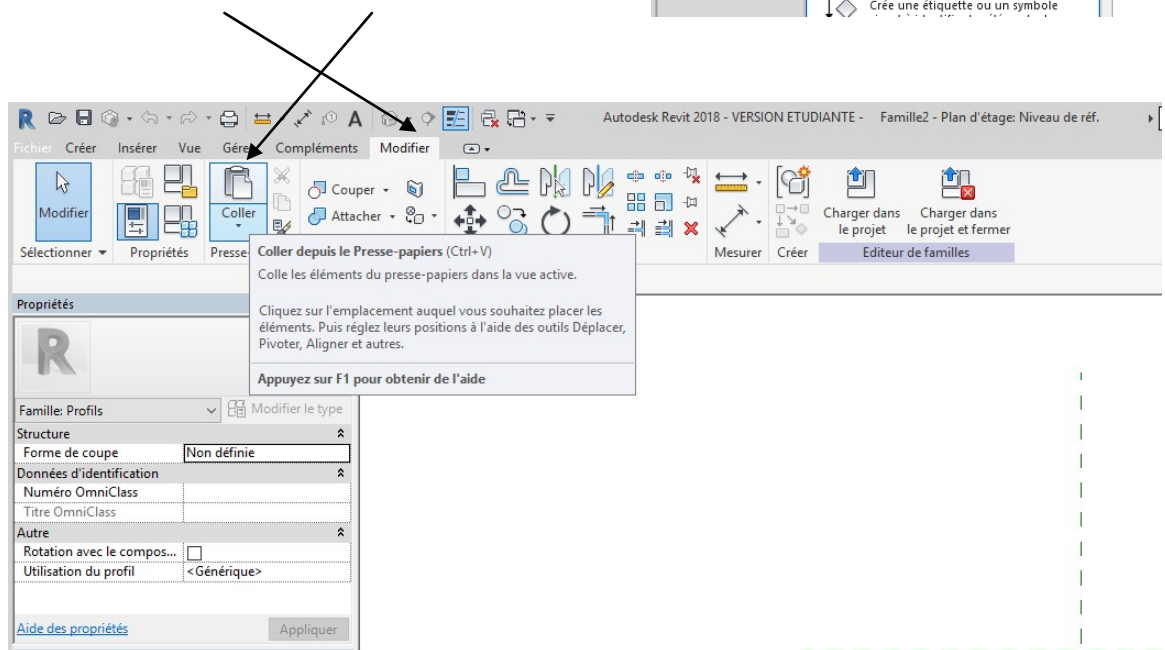 Crée une étiquette ou un symbole
Autodesk Revit 2018 - VERSION ETUDIANTE - Famille2 - Plan d'étage: Niveau de réf.
Fichier Créer Insérer Vue Gére Compléments Modifier
Modifier
Coller
Couper
Attacher
Charger dans
le projet
Charger dans
le projet et fermer
Sélectionner Propriétés Presse- Mesurer Créer Editeur de familles
Coller depuis le Presse-papiers (Ctrl+V)
Colle les éléments du presse-papiers dans la vue active.
Cliquez sur l'emplacement auquel vous souhaitez placer les
éléments. Puis réglez leurs positions à l'aide des outils Déplacer,
Pivoter, Aligner et autres.
Appuyez sur F1 pour obtenir de l'aide
Propriétés
Famille: Profils Modifier le type
Structure
Forme de coupe Non définie
Données d'identification
Numéro OmniClass
Titre OmniClass
Autre
Rotation avec le compos...
Utilisation du profil <Générique>
Aide des propriétés Appliquer